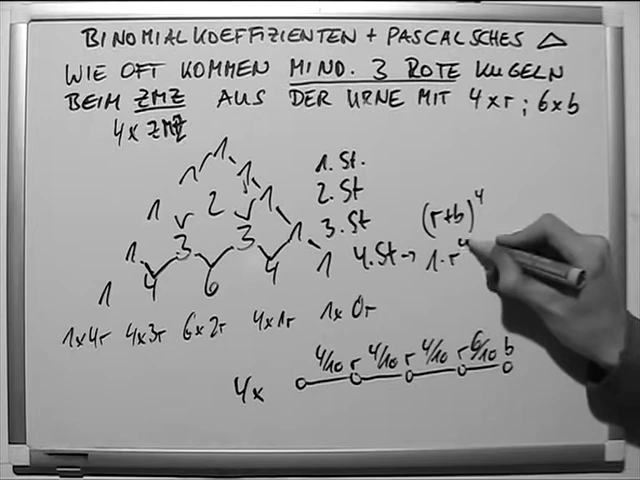 BINOMIALKOEFFIZIENTEN + PASCALSCHES △
WIE OFT KOMMEN MIND. 3 ROTE KUGELN
BEIM ZMZ AUS DER URNE MIT 4xr ; 6xb
4x ZMZ
1
1 1 1. St.
1 2 1 2. St
1 3 3 1 3. St (r+b)^4
1 4 6 4 1 4. St → 1·r^4
1x4r 4x3r 6x2r 4x1r 1x0r
4x 4/10 r 4/10 r 4/10 r 6/10 b